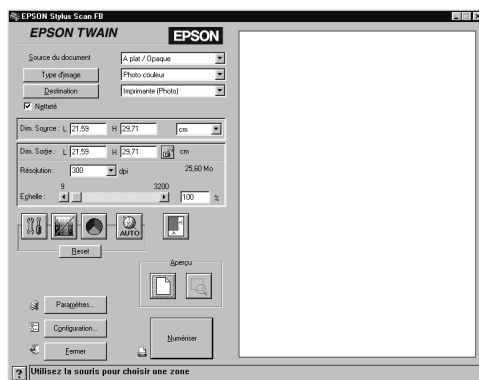 EPSON Stylus Scan FB
EPSON TWAIN
EPSON
Source du document
A plat / Opaque
Type d'image
Photo couleur
Destination
Imprimante (Photo)
Netteté
Dim. Source : L 21,59 H 29,71 cm
Dim. Sortie : L 21,59 H 29,71 cm
Résolution : 300 dpi 25,60 Mo
9 3200
Echelle : 100 %
AUTO
Reset
Aperçu
Paramètres...
Configuration...
Numériser
Fermer
? Utilisez la souris pour choisir une zone